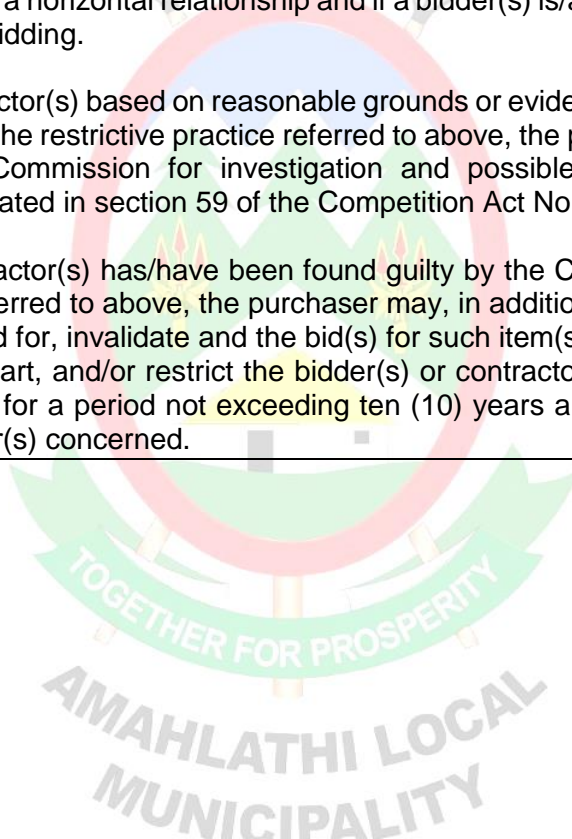 a horizontal relationship and if a bidder(s) is/a
idding.
ctor(s) based on reasonable grounds or evide
he restrictive practice referred to above, the p
Commission for investigation and possible
ated in section 59 of the Competition Act No
actor(s) has/have been found guilty by the C
erred to above, the purchaser may, in addition
d for, invalidate and the bid(s) for such item(s
art, and/or restrict the bidder(s) or contracto
for a period not exceeding ten (10) years a
r(s) concerned.
TOGETHER FOR PROSPERITY
AMAHLATHI LOCAL
MUNICIPALITY